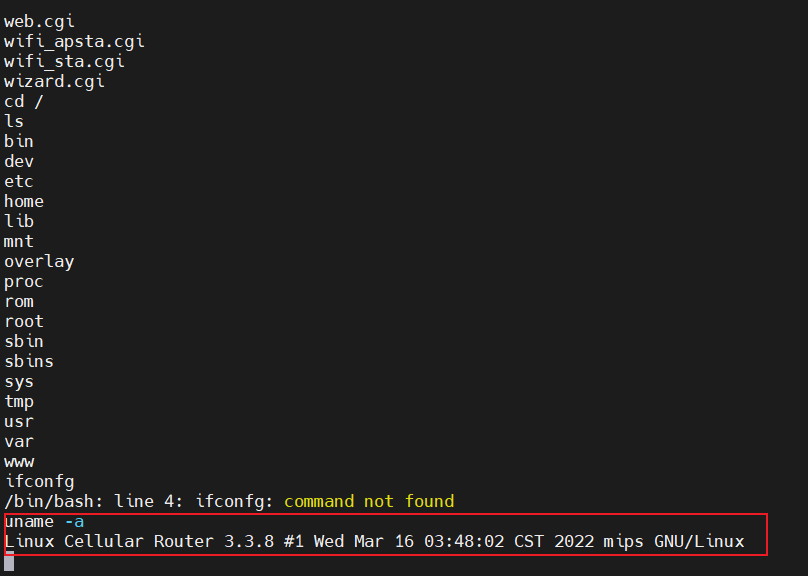 web.cgi
wifi_apsta.cgi
wifi_sta.cgi
wizard.cgi
cd /
ls
bin
dev
etc
home
lib
mnt
overlay
proc
rom
root
sbin
sbins
sys
tmp
usr
var
www
ifconfg
/bin/bash: line 4: ifconfg: command not found
uname -a
Linux Cellular Router 3.3.8 #1 Wed Mar 16 03:48:02 CST 2022 mips GNU/Linux